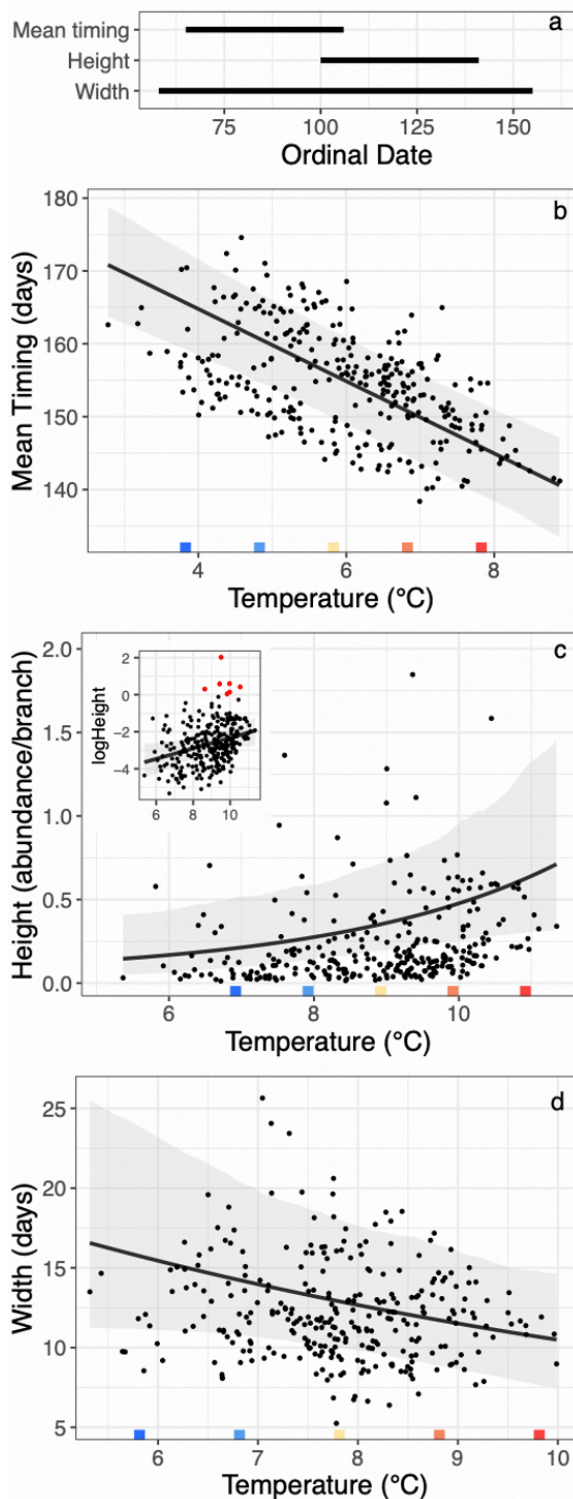 a
Mean timing
Height
Width
75 100 125 150
Ordinal Date
b
180
170
160
150
140
Mean Timing (days)
4 6 8
Temperature (°C)
c
2.0
1.5
1.0
0.5
0.0
Height (abundance/branch)
2
0
-2
-4
logHeight
6 8 10
6 8 10
Temperature (°C)
d
25
20
15
10
5
Width (days)
6 7 8 9 10
Temperature (°C)